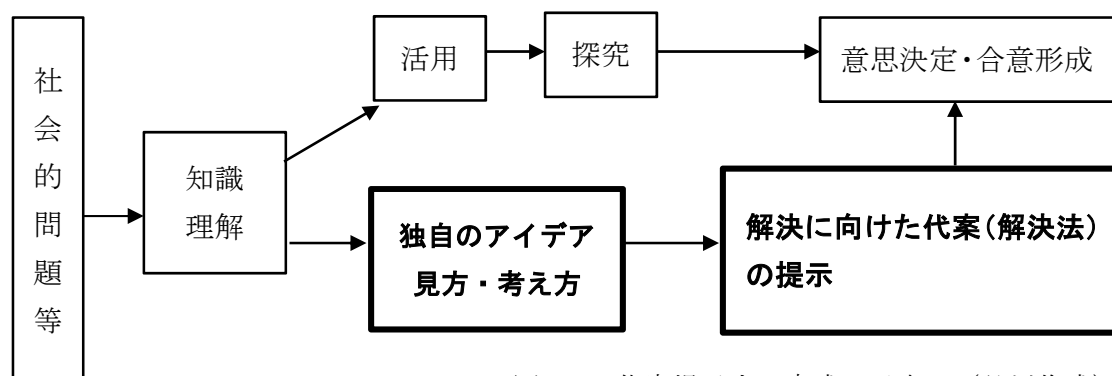 社会的問題等
知識
理解
活用
探究
意思決定・合意形成
独自のアイデア
見方・考え方
解決に向けた代案(解決法)
の提示